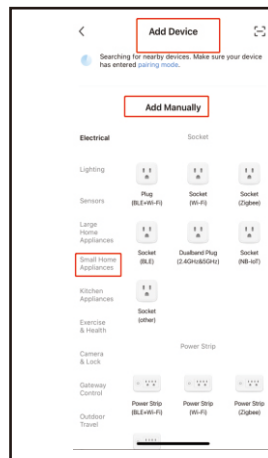 Add Device
Searching for nearby devices. Make sure your device
has entered pairing mode.
Add Manually
Electrical
Lighting
Sensors
Large
Home
Appliances
Small Home
Appliances
Kitchen
Appliances
Exercise
& Health
Camera
& Lock
Gateway
Control
Outdoor
Travel
Socket
Plug
(BLE+Wi-Fi)
Socket
(Wi-Fi)
Socket
(Zigbee)
Socket
(BLE)
Dualband Plug
(2.4GHz&5GHz)
Socket
(NB-IoT)
Socket
(other)
Power Strip
Power Strip
(BLE+Wi-Fi)
Power Strip
(Wi-Fi)
Power Strip
(Zigbee)